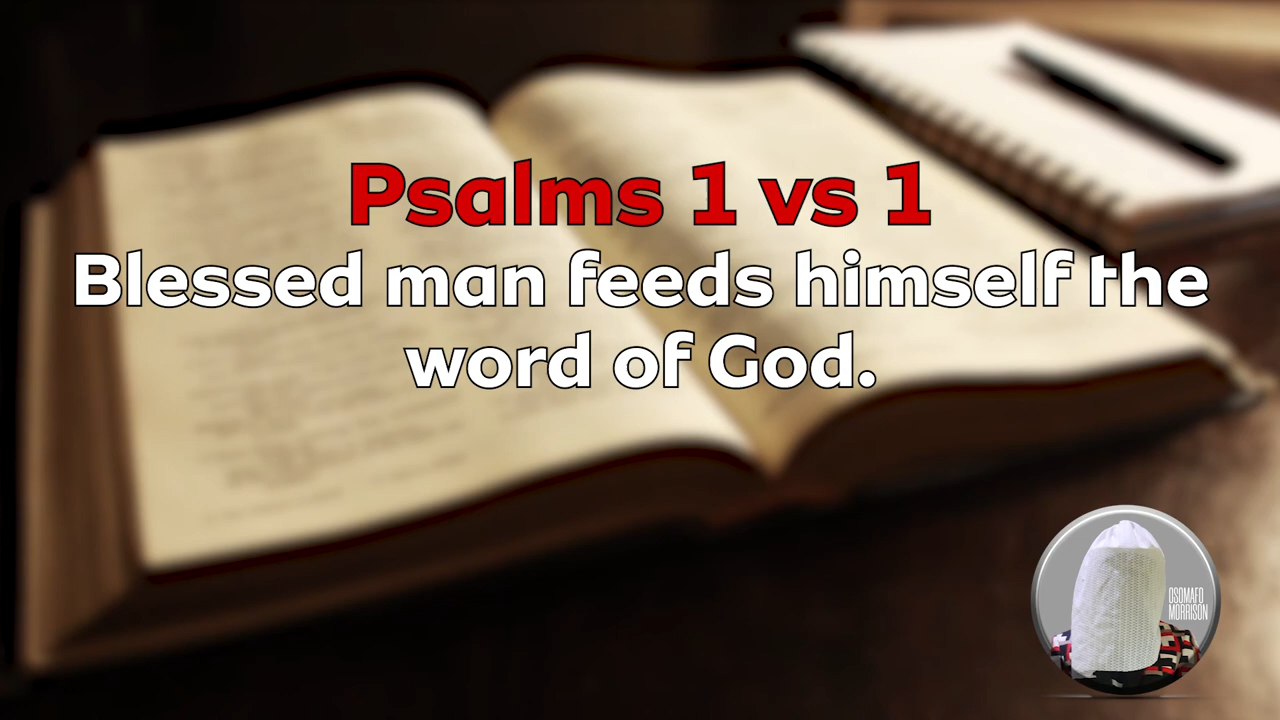 Psalms 1 vs 1
Blessed man feeds himself the
word of God.
OSOMAFO
MORRISON